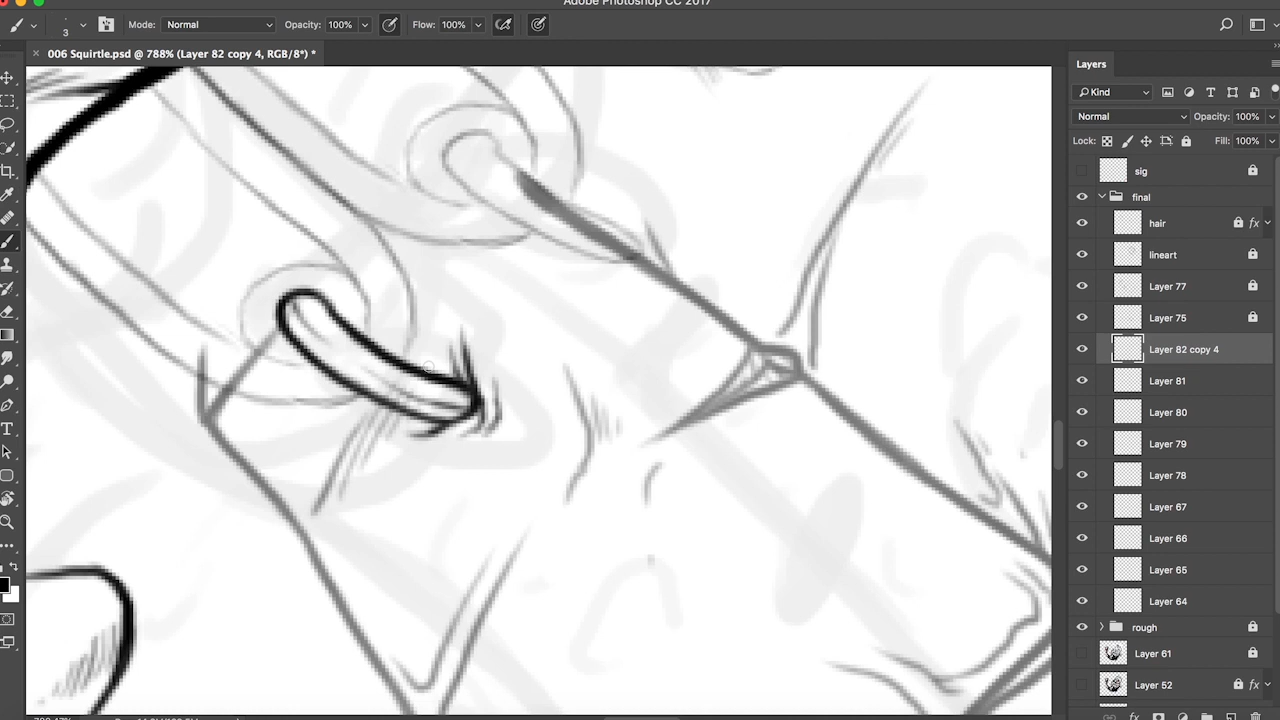 Adobe Photoshop CC 2017
3 Mode: Normal Opacity: 100% Flow: 100%
× 006 Squirtle.psd @ 788% (Layer 82 copy 4, RGB/8*) *
Layers
Kind
Normal Opacity: 100%
Lock: Fill: 100%
sig
final
hair fx
lineart
Layer 77
Layer 75
Layer 82 copy 4
Layer 81
Layer 80
Layer 79
Layer 78
Layer 67
Layer 66
Layer 65
Layer 64
rough
Layer 61
Layer 52 fx